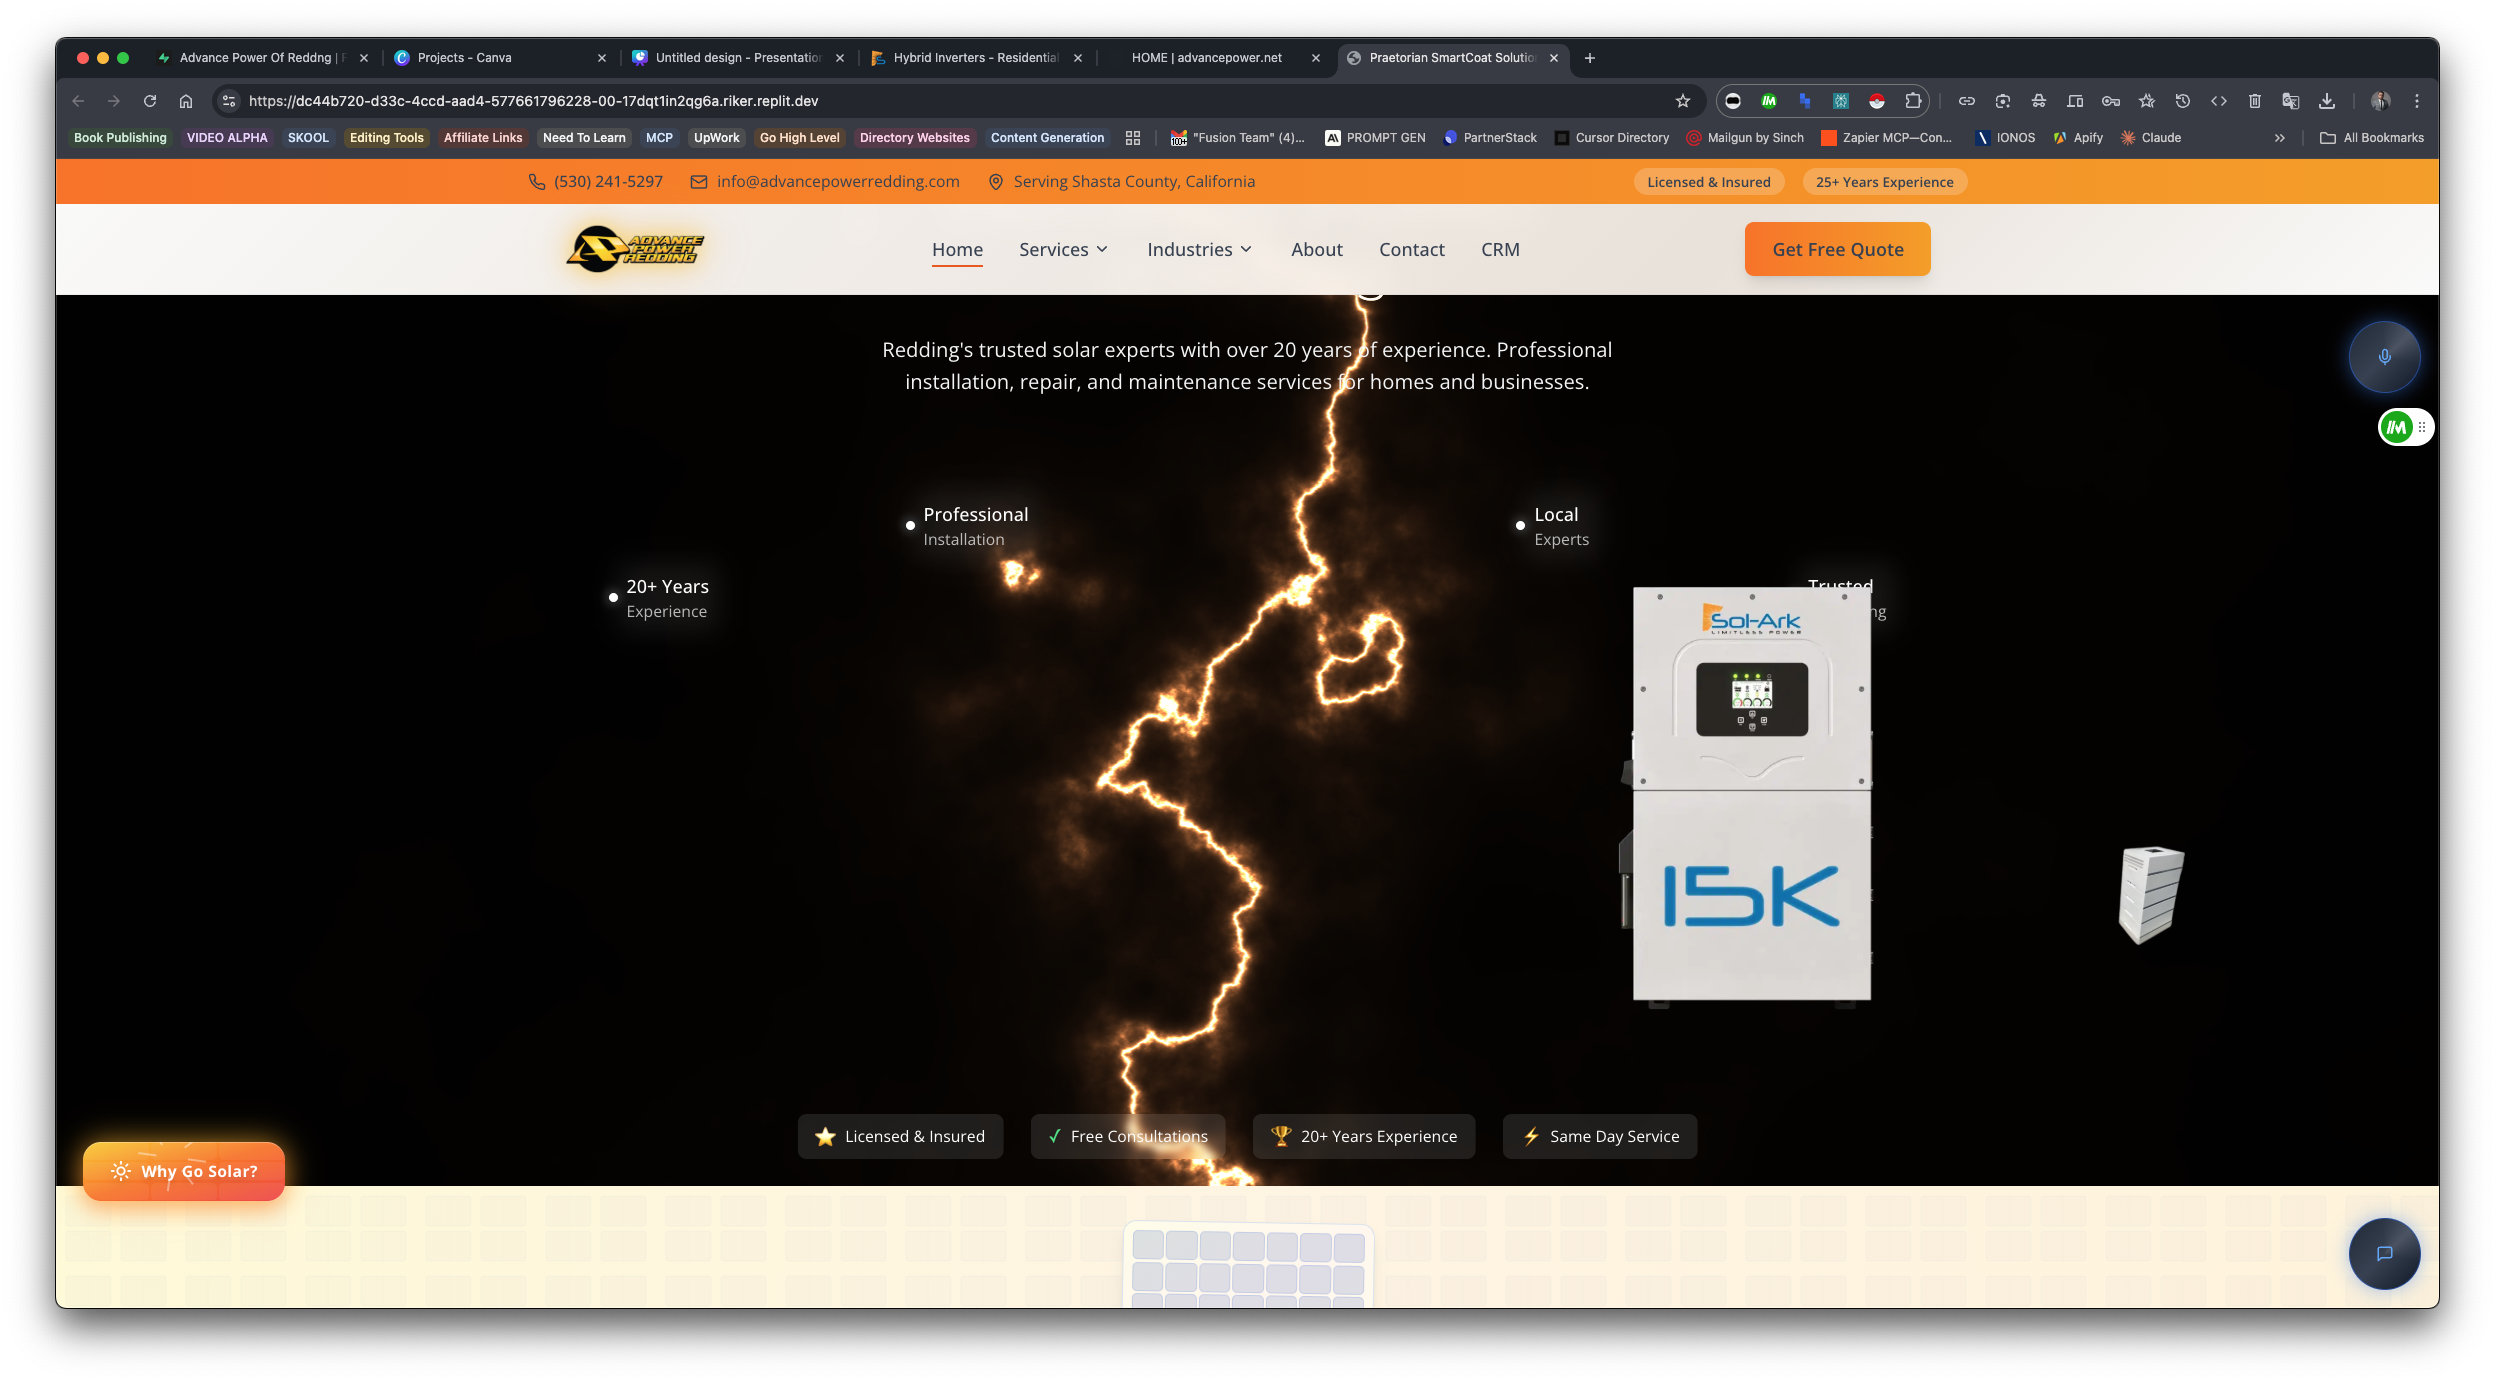 Advance Power Of Reddng |
Projects - Canva
Untitled design - Presentation
Hybrid Inverters - Residential
HOME | advancepower.net
Praetorian SmartCoat Solutio
https://dc44b720-d33c-4ccd-aad4-577661796228-00-17dqt1in2qg6a.riker.replit.dev
Book Publishing
VIDEO ALPHA
SKOOL
Editing Tools
Affiliate Links
Need To Learn
MCP
UpWork
Go High Level
Directory Websites
Content Generation
100+
"Fusion Team" (4)...
PROMPT GEN
PartnerStack
Cursor Directory
Mailgun by Sinch
Zapier MCP—Con...
IONOS
Apify
Claude
All Bookmarks
(530) 241-5297
info@advancepowerredding.com
Serving Shasta County, California
Licensed & Insured
25+ Years Experience
ADVANCE
POWER
REDDING
Home
Services
Industries
About
Contact
CRM
Get Free Quote
Redding's trusted solar experts with over 20 years of experience. Professional
installation, repair, and maintenance services for homes and businesses.
Professional
Installation
Local
Experts
20+ Years
Experience
Trusted
ng
Sol-Ark
LIMITLESS POWER
15K
Licensed & Insured
Free Consultations
20+ Years Experience
Same Day Service
Why Go Solar?